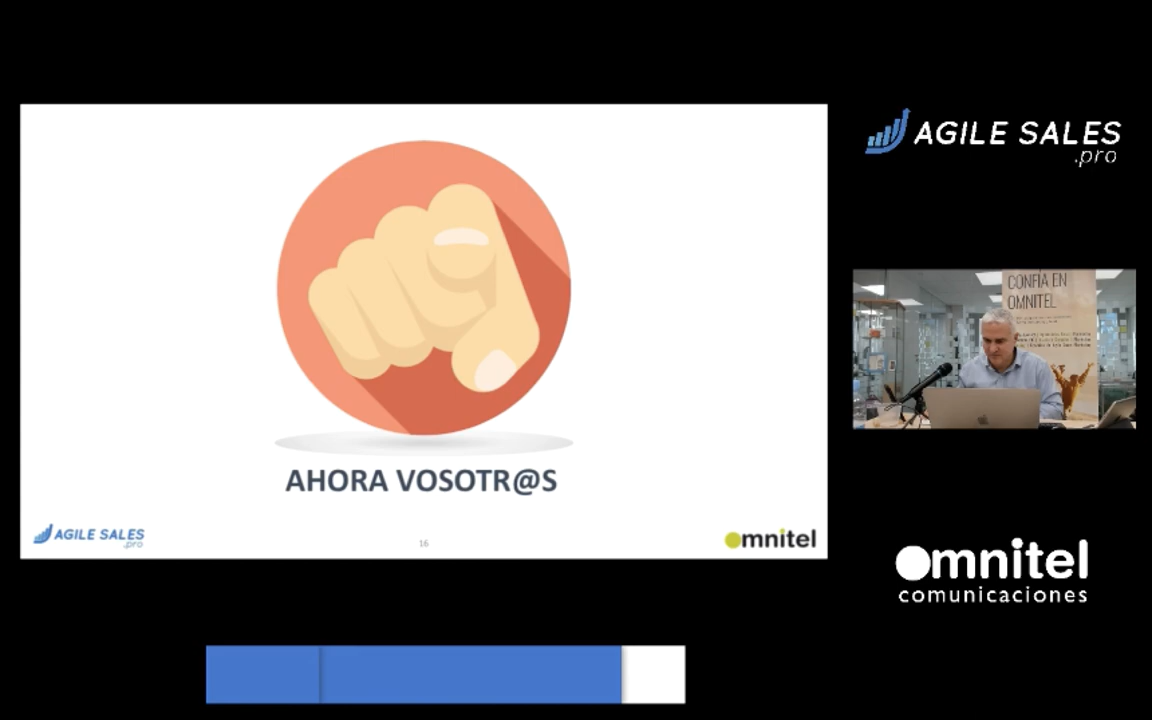 AHORA VOSOTR@S
AGILE SALES
.pro
16
omnitel
AGILE SALES
.pro
CONFÍA EN
OMNITEL
omnitel
comunicaciones